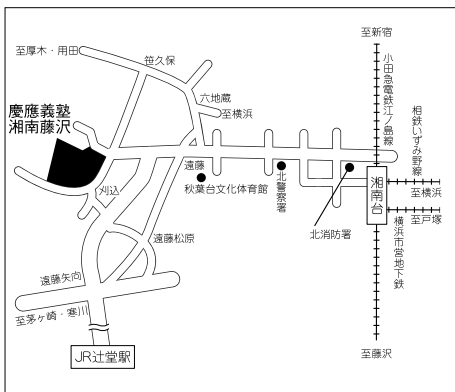 至新宿
至厚木・用田
笹久保
小田急電鉄江ノ島線
六地蔵
至横浜
慶應義塾
湘南藤沢
相鉄いずみ野線
遠藤
秋葉台文化体育館
北警察署
湘南台
至横浜
刈込
至戸塚
北消防署
横浜市営地下鉄
遠藤松原
遠藤矢向
至茅ヶ崎・寒川
JR辻堂駅
至藤沢